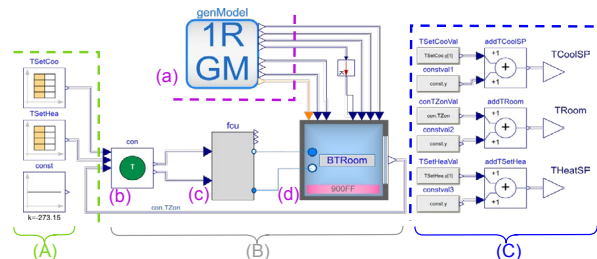 genModel
1R
GM
(a)
TSetCoo
TSetHea
const
k=-273.15
(A)
con
T
(b)
con.TZon
fcu
(c)
(d)
BTRoom
900FF
(B)
TSetCooVal
TSetCoo.y[1]
constval1
const.y
addTCoolSP
+1
+
+1
TCoolSP
conTZonVal
con.TZon
constval2
const.y
addTRoom
+1
+
+1
TRoom
TSetHeaVal
TSetHea.y[1]
constval3
const.y
addTSetHea
+1
+
+1
THeatSF
(C)